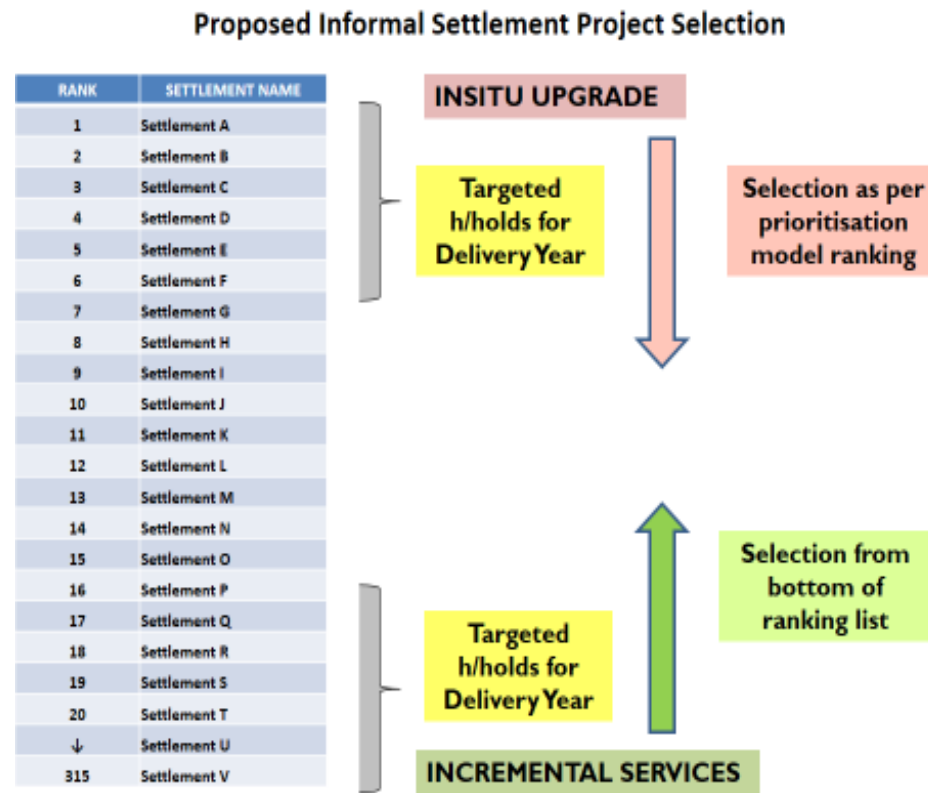 Proposed Informal Settlement Project Selection
RANK SETTLEMENT NAME
1 Settlement A
2 Settlement B
3 Settlement C
4 Settlement D
5 Settlement E
6 Settlement F
7 Settlement G
8 Settlement H
9 Settlement I
10 Settlement J
11 Settlement K
12 Settlement L
13 Settlement M
14 Settlement N
15 Settlement O
16 Settlement P
17 Settlement Q
18 Settlement R
19 Settlement S
20 Settlement T
↓ Settlement U
315 Settlement V
INSITU UPGRADE
Targeted
h/holds for
Delivery Year
Selection as per
prioritisation
model ranking
Selection from
bottom of
ranking list
Targeted
h/holds for
Delivery Year
INCREMENTAL SERVICES